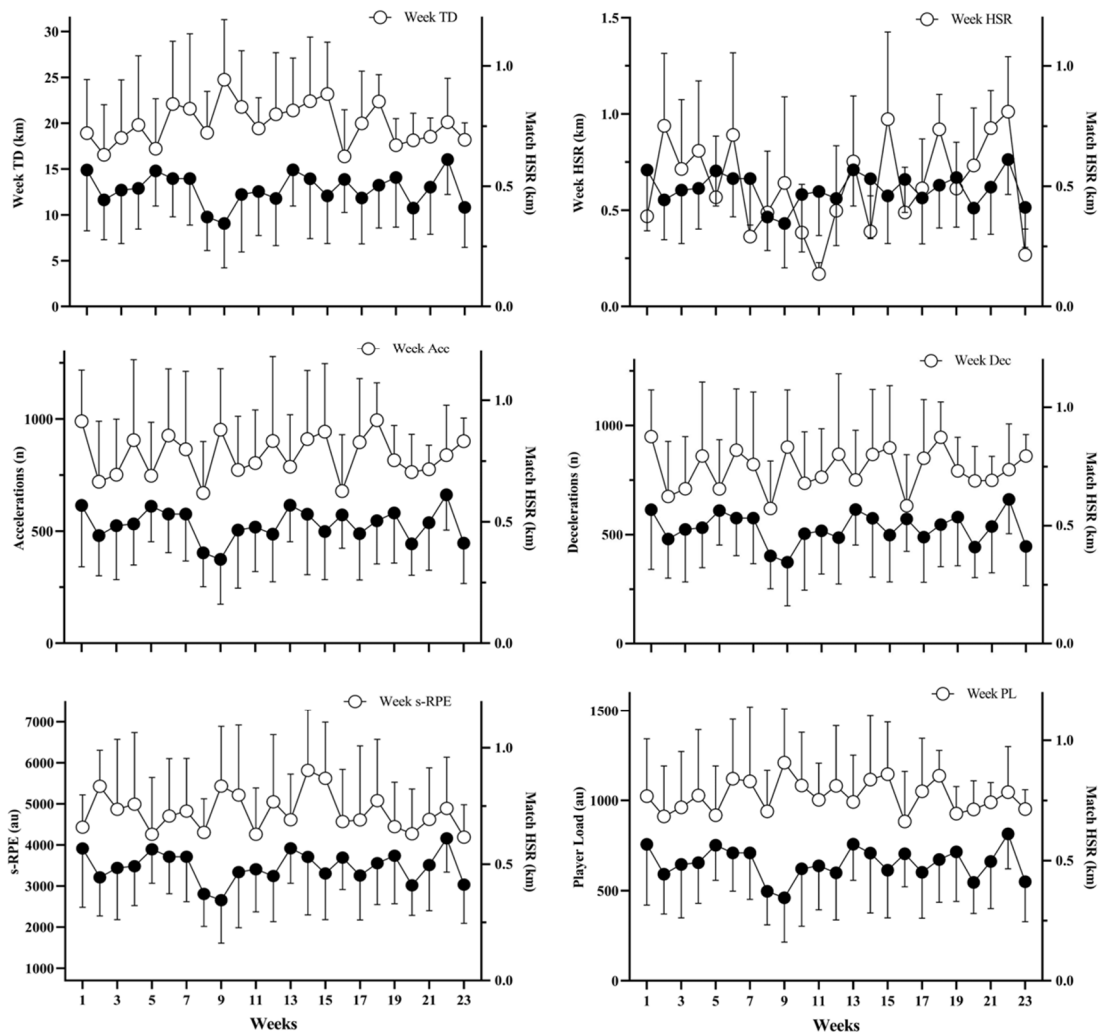 Week TD
Week TD (km)
30
25
20
15
10
5
0
1.0
0.5
0.0
Match HSR (km)
Week HSR
Week HSR (km)
1.5
1.0
0.5
0.0
1.0
0.5
0.0
Match HSR (km)
Week Acc
Accelerations (n)
1000
500
0
1.0
0.5
0.0
Match HSR (km)
Week Dec
Decelerations (n)
1000
500
0
1.0
0.5
0.0
Match HSR (km)
Week s-RPE
s-RPE (au)
7000
6000
5000
4000
3000
2000
1000
1.0
0.5
0.0
Match HSR (km)
1 3 5 7 9 11 13 15 17 19 21 23
Weeks
Week PL
Player Load (au)
1500
1000
500
0
1.0
0.5
0.0
Match HSR (km)
1 3 5 7 9 11 13 15 17 19 21 23
Weeks